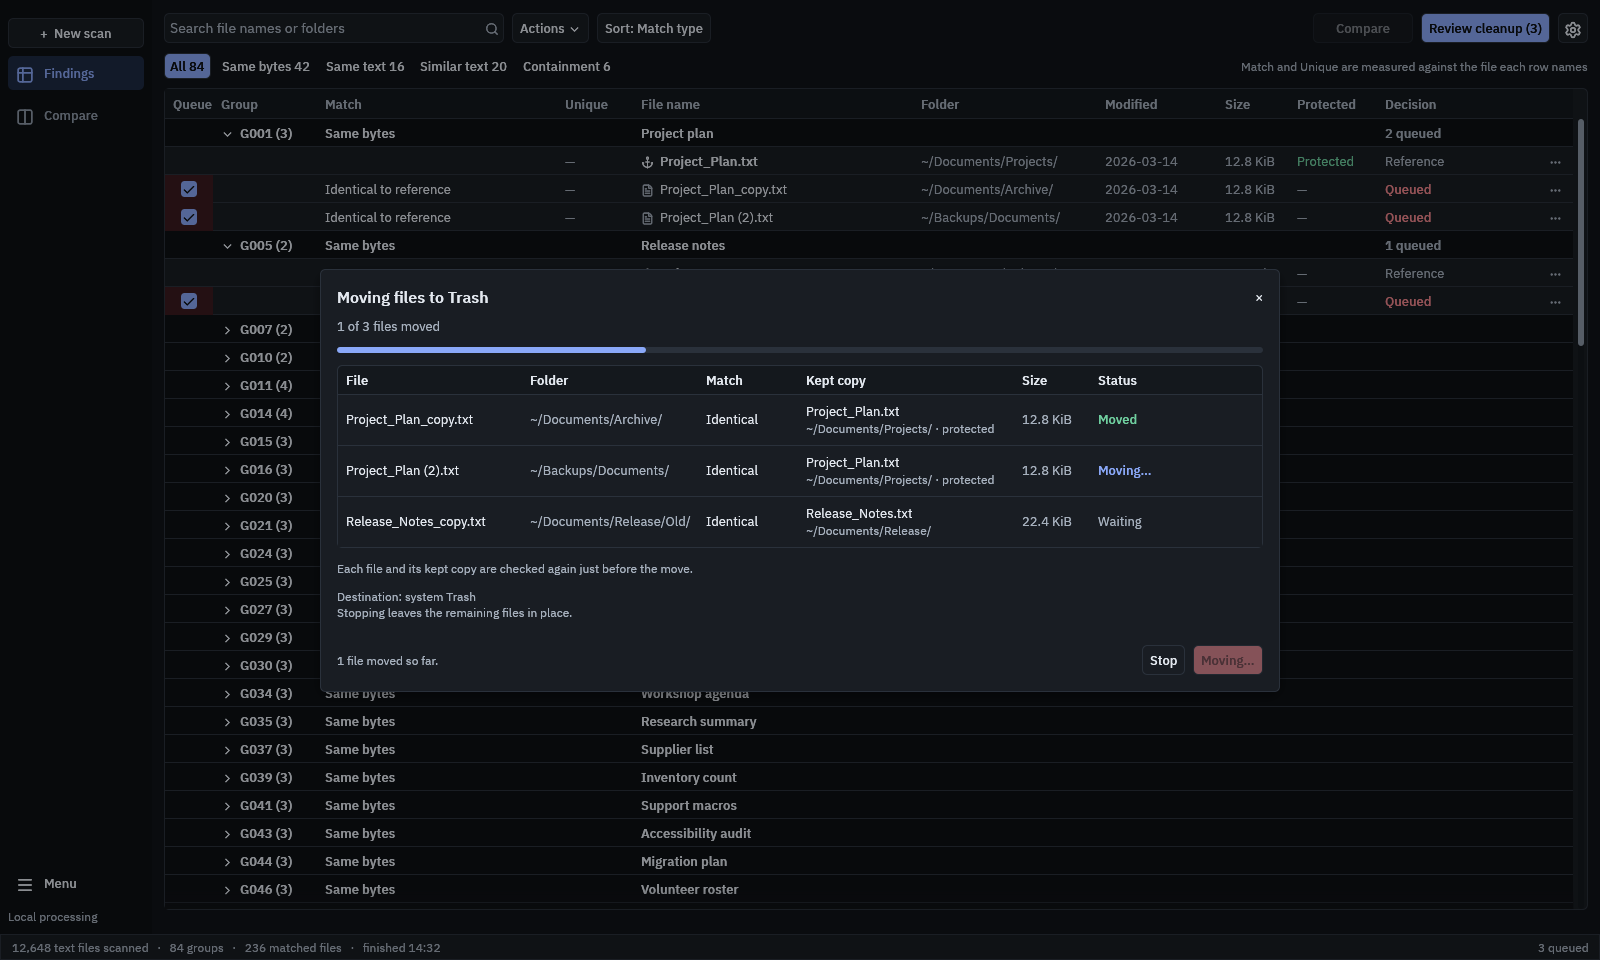 + New scan
Findings
Compare
Menu
Local processing
Search file names or folders
Actions
Sort: Match type
Compare
Review cleanup (3)
All 84
Same bytes 42
Same text 16
Similar text 20
Containment 6
Match and Unique are measured against the file each row names
Queue Group Match Unique File name Folder Modified Size Protected Decision
G001 (3) Same bytes Project plan 2 queued
— Project_Plan.txt ~/Documents/Projects/ 2026-03-14 12.8 KiB Protected Reference ...
Identical to reference — Project_Plan_copy.txt ~/Documents/Archive/ 2026-03-14 12.8 KiB — Queued ...
Identical to reference — Project_Plan (2).txt ~/Backups/Documents/ 2026-03-14 12.8 KiB — Queued ...
G005 (2) Same bytes Release notes 1 queued
— Reference ...
— Queued ...
G007 (2)
G010 (2)
G011 (4)
G014 (4)
G015 (3)
G016 (3)
G020 (3)
G021 (3)
G024 (3)
G025 (3)
G027 (3)
G029 (3)
G030 (3)
G034 (3) Same bytes Workshop agenda
G035 (3) Same bytes Research summary
G037 (3) Same bytes Supplier list
G039 (3) Same bytes Inventory count
G041 (3) Same bytes Support macros
G043 (3) Same bytes Accessibility audit
G044 (3) Same bytes Migration plan
G046 (3) Same bytes Volunteer roster
Moving files to Trash ×
1 of 3 files moved
File Folder Match Kept copy Size Status
Project_Plan_copy.txt ~/Documents/Archive/ Identical Project_Plan.txt 12.8 KiB Moved
~/Documents/Projects/ · protected
Project_Plan (2).txt ~/Backups/Documents/ Identical Project_Plan.txt 12.8 KiB Moving...
~/Documents/Projects/ · protected
Release_Notes_copy.txt ~/Documents/Release/Old/ Identical Release_Notes.txt 22.4 KiB Waiting
~/Documents/Release/
Each file and its kept copy are checked again just before the move.
Destination: system Trash
Stopping leaves the remaining files in place.
1 file moved so far.
Stop
Moving...
12,648 text files scanned · 84 groups · 236 matched files · finished 14:32
3 queued